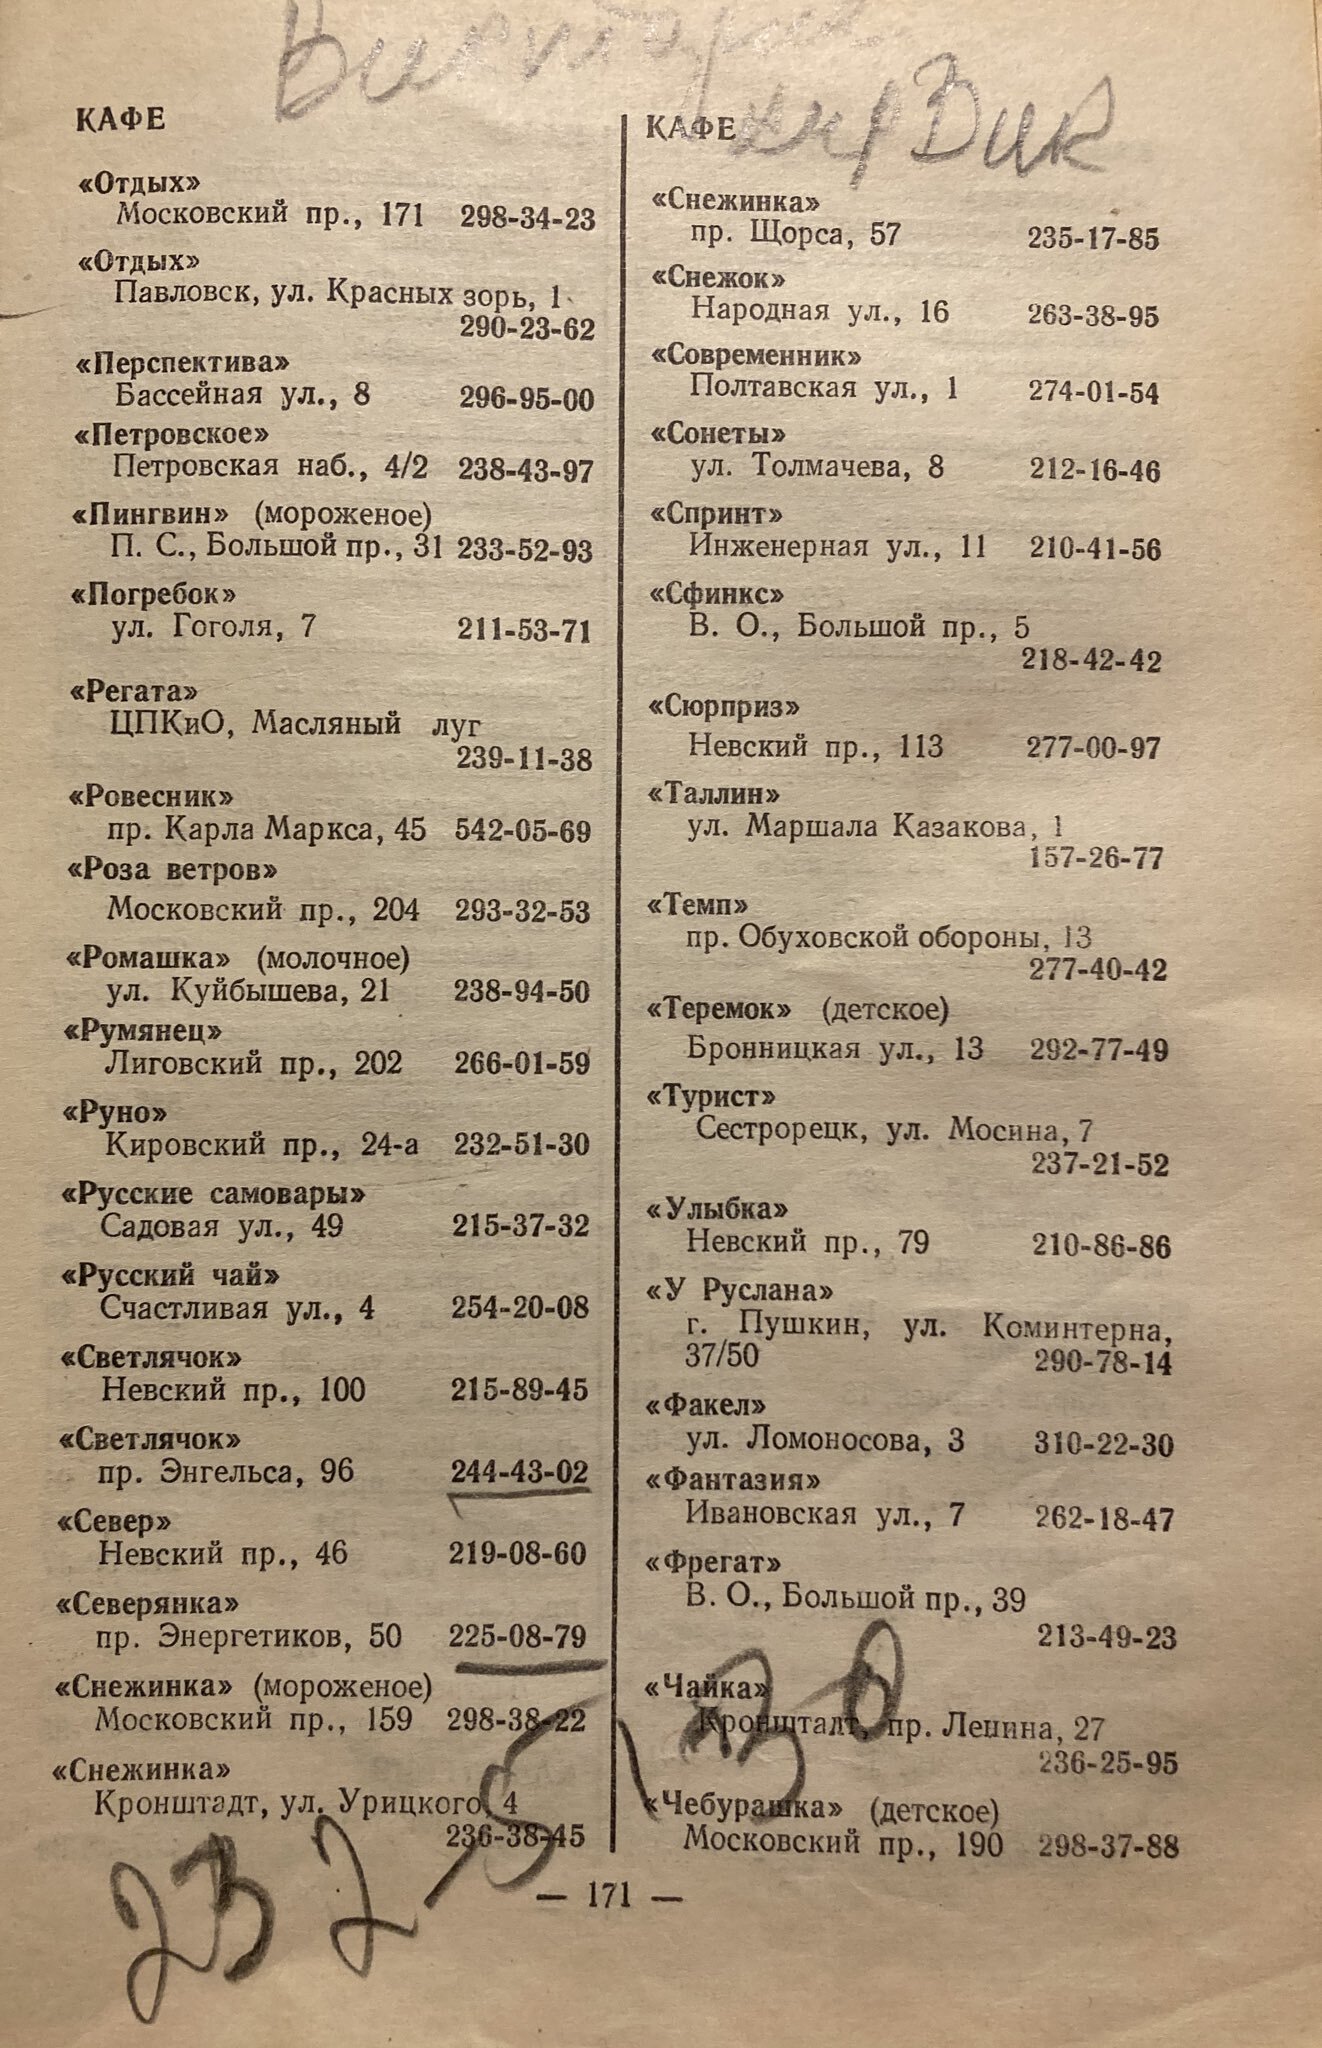 Виктория
КАФЕ
«Отдых»
Московский пр., 171 298-34-23
«Отдых»
Павловск, ул. Красных зорь, 1
290-23-62
«Перспектива»
Бассейная ул., 8 296-95-00
«Петровское»
Петровская наб., 4/2 238-43-97
«Пингвин» (мороженое)
П. С., Большой пр., 31 233-52-93
«Погребок»
ул. Гоголя, 7 211-53-71
«Регата»
ЦПКиО, Масляный луг
239-11-38
«Ровесник»
пр. Карла Маркса, 45 542-05-69
«Роза ветров»
Московский пр., 204 293-32-53
«Ромашка» (молочное)
ул. Куйбышева, 21 238-94-50
«Румянец»
Лиговский пр., 202 266-01-59
«Руно»
Кировский пр., 24-а 232-51-30
«Русские самовары»
Садовая ул., 49 215-37-32
«Русский чай»
Счастливая ул., 4 254-20-08
«Светлячок»
Невский пр., 100 215-89-45
«Светлячок»
пр. Энгельса, 96 244-43-02
«Север»
Невский пр., 46 219-08-60
«Северянка»
пр. Энергетиков, 50 225-08-79
«Снежинка» (мороженое)
Московский пр., 159 298-38-22
«Снежинка»
Кронштадт, ул. Урицкого, 4
236-38-45
КАФЕ
«Снежинка»
пр. Щорса, 57 235-17-85
«Снежок»
Народная ул., 16 263-38-95
«Современник»
Полтавская ул., 1 274-01-54
«Сонеты»
ул. Толмачева, 8 212-16-46
«Спринт»
Инженерная ул., 11 210-41-56
«Сфинкс»
В. О., Большой пр., 5
218-42-42
«Сюрприз»
Невский пр., 113 277-00-97
«Таллин»
ул. Маршала Казакова, 1
157-26-77
«Темп»
пр. Обуховской обороны, 13
277-40-42
«Теремок» (детское)
Бронницкая ул., 13 292-77-49
«Турист»
Сестрорецк, ул. Мосина, 7
237-21-52
«Улыбка»
Невский пр., 79 210-86-86
«У Руслана»
г. Пушкин, ул. Коминтерна,
37/50 290-78-14
«Факел»
ул. Ломоносова, 3 310-22-30
«Фантазия»
Ивановская ул., 7 262-18-47
«Фрегат»
В. О., Большой пр., 39
213-49-23
«Чайка»
Кронштадт, пр. Ленина, 27
236-25-95
«Чебурашка» (детское)
Московский пр., 190 298-37-88
— 171 —